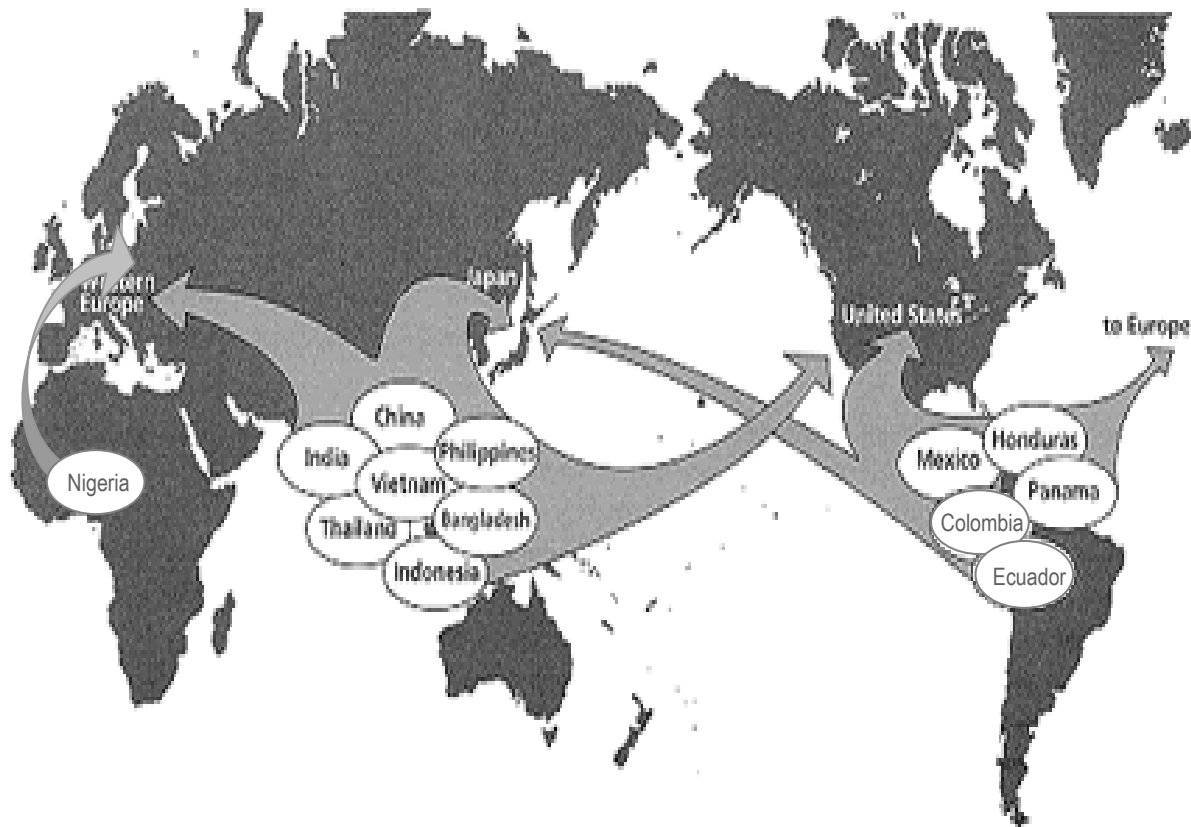 Japan
Western
Europe
United States
to Europe
China
India
Philippines
Vietnam
Nigeria
Thailand
Bangladesh
Indonesia
Honduras
Mexico
Panama
Colombia
Ecuador